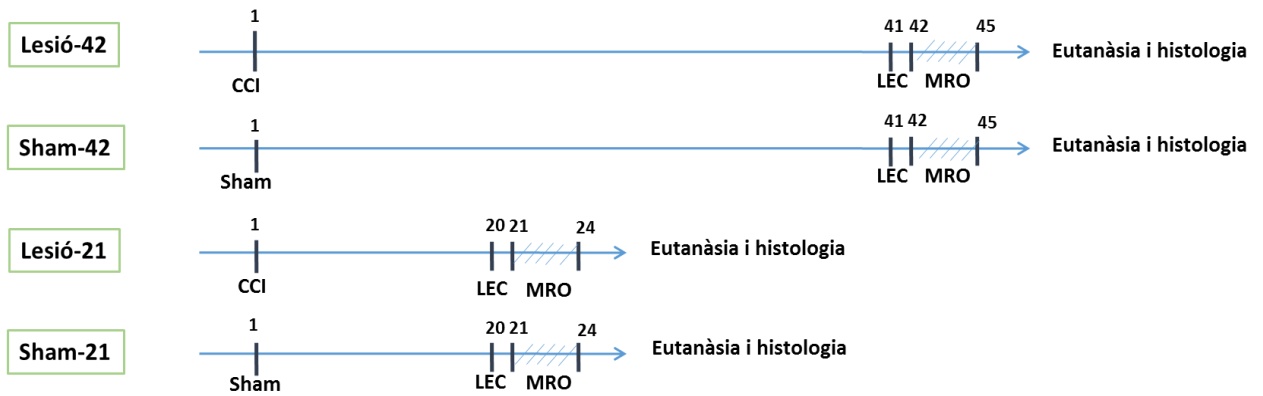 1 41 42 45
Lesió-42 Eutanàsia i histologia
CCI LEC MRO
1 41 42 45
Sham-42 Eutanàsia i histologia
Sham LEC MRO
1 20 21 24
Lesió-21 Eutanàsia i histologia
CCI LEC MRO
1 20 21 24
Sham-21 Eutanàsia i histologia
Sham LEC MRO